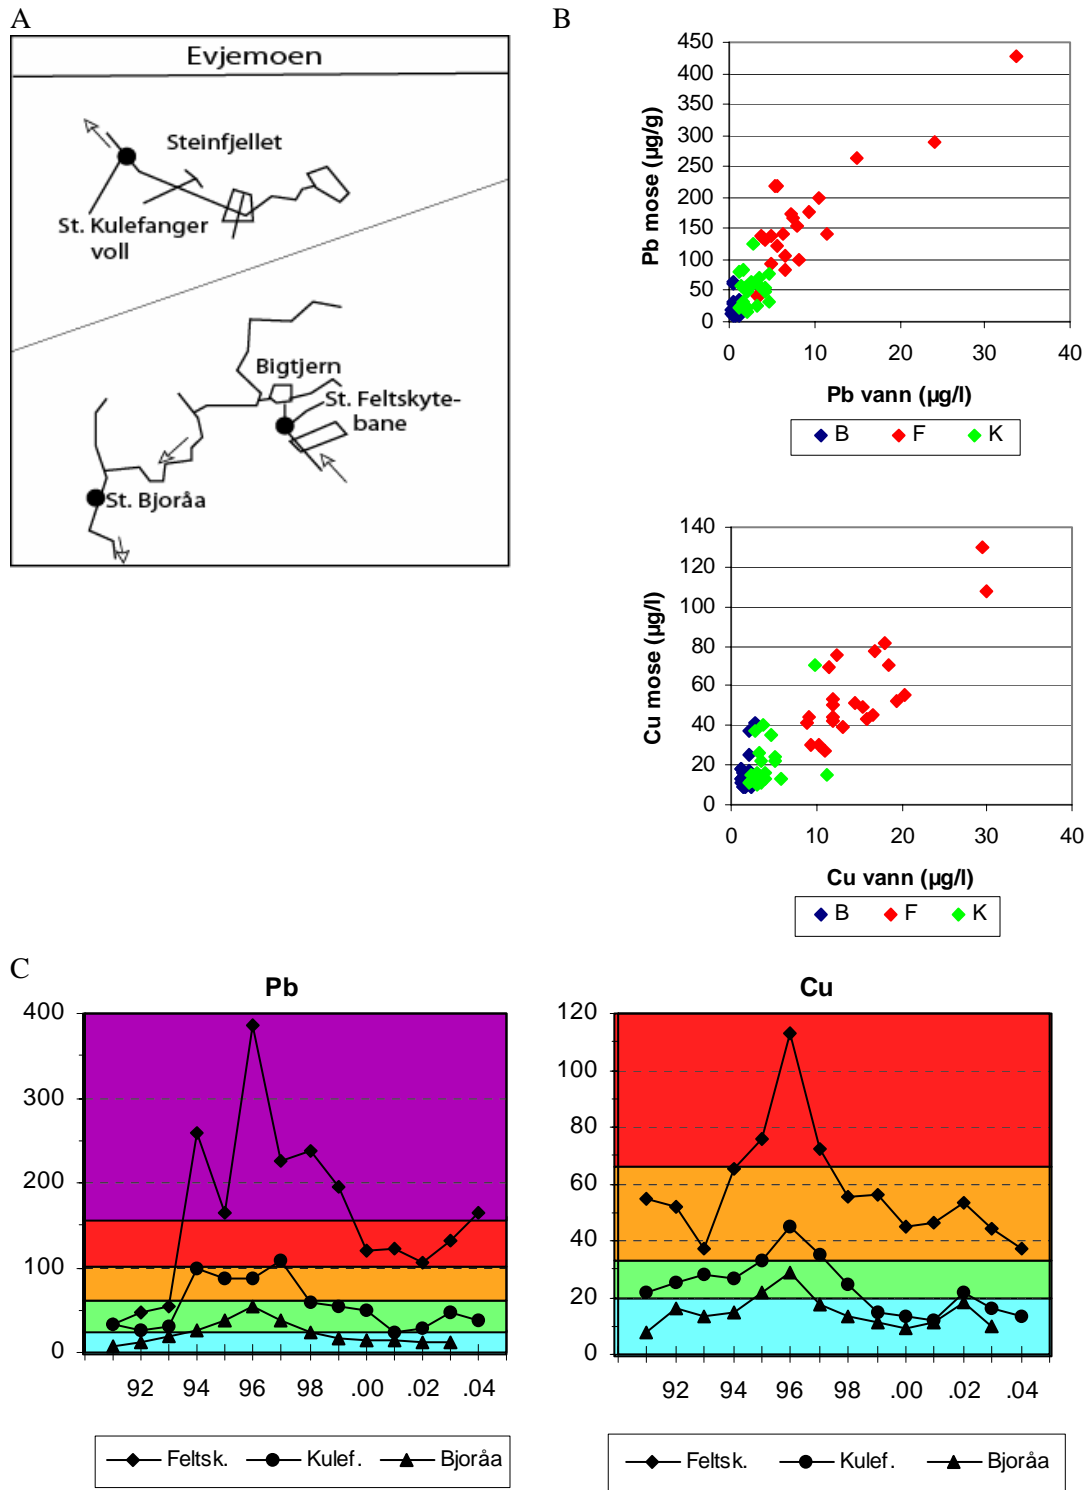 A
Evjemoen
Steinfjellet
St. Kulefanger
voll
Bigtjern
St. Feltskyte-
bane
St. Bjoråa
B
450
400
350
300
250
200
150
100
50
0
Pb mose (µg/g)
0 10 20 30 40
Pb vann (µg/l)
B F K
140
120
100
80
60
40
20
0
Cu mose (µg/l)
0 10 20 30 40
Cu vann (µg/l)
B F K
C
Pb
400
300
200
100
0
92 94 96 98 .00 .02 .04
Feltsk. Kulef. Bjoråa
Cu
120
100
80
60
40
20
0
92 94 96 98 .00 .02 .04
Feltsk. Kulef. Bjoråa